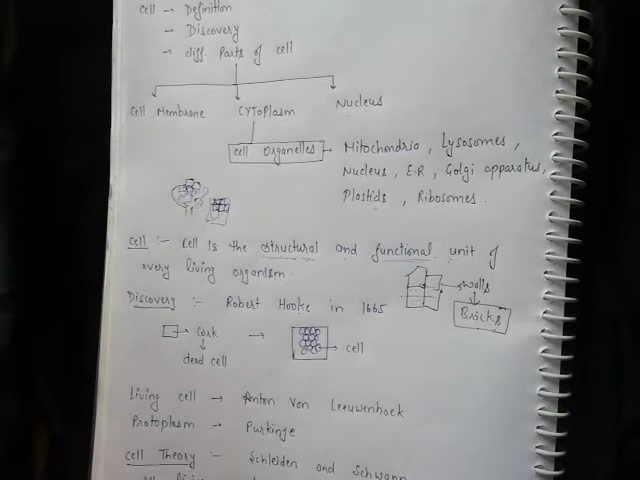 Cell → Definition
→ Discovery
→ diff. Parts of cell
Cell Membrane CYToplasm Nucleus
Cell Organelles → Mitochondria, Lysosomes,
Nucleus, E.R, Golgi apparatus,
Plastids, Ribosomes.
Cell :- Cell is the structural and functional unit of
every living organism.
→ walls
Discovery :- Robert Hooke in 1665
Bricks
→ Cork → → cell
dead cell
Living cell → Anton Von Leeuwenhoek
Protoplasm → Purkinje
Cell Theory :- Schleiden and Schwann